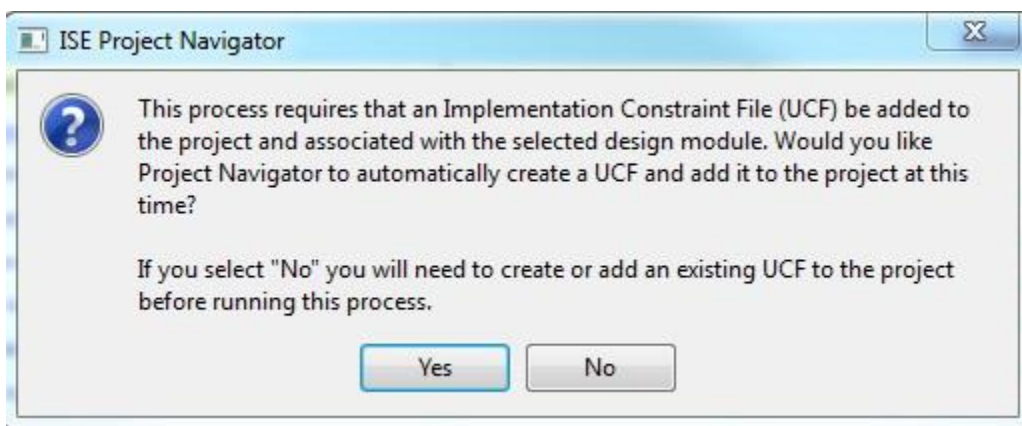 ISE Project Navigator
This process requires that an Implementation Constraint File (UCF) be added to
the project and associated with the selected design module. Would you like
Project Navigator to automatically create a UCF and add it to the project at this
time?
If you select "No" you will need to create or add an existing UCF to the project
before running this process.
Yes No